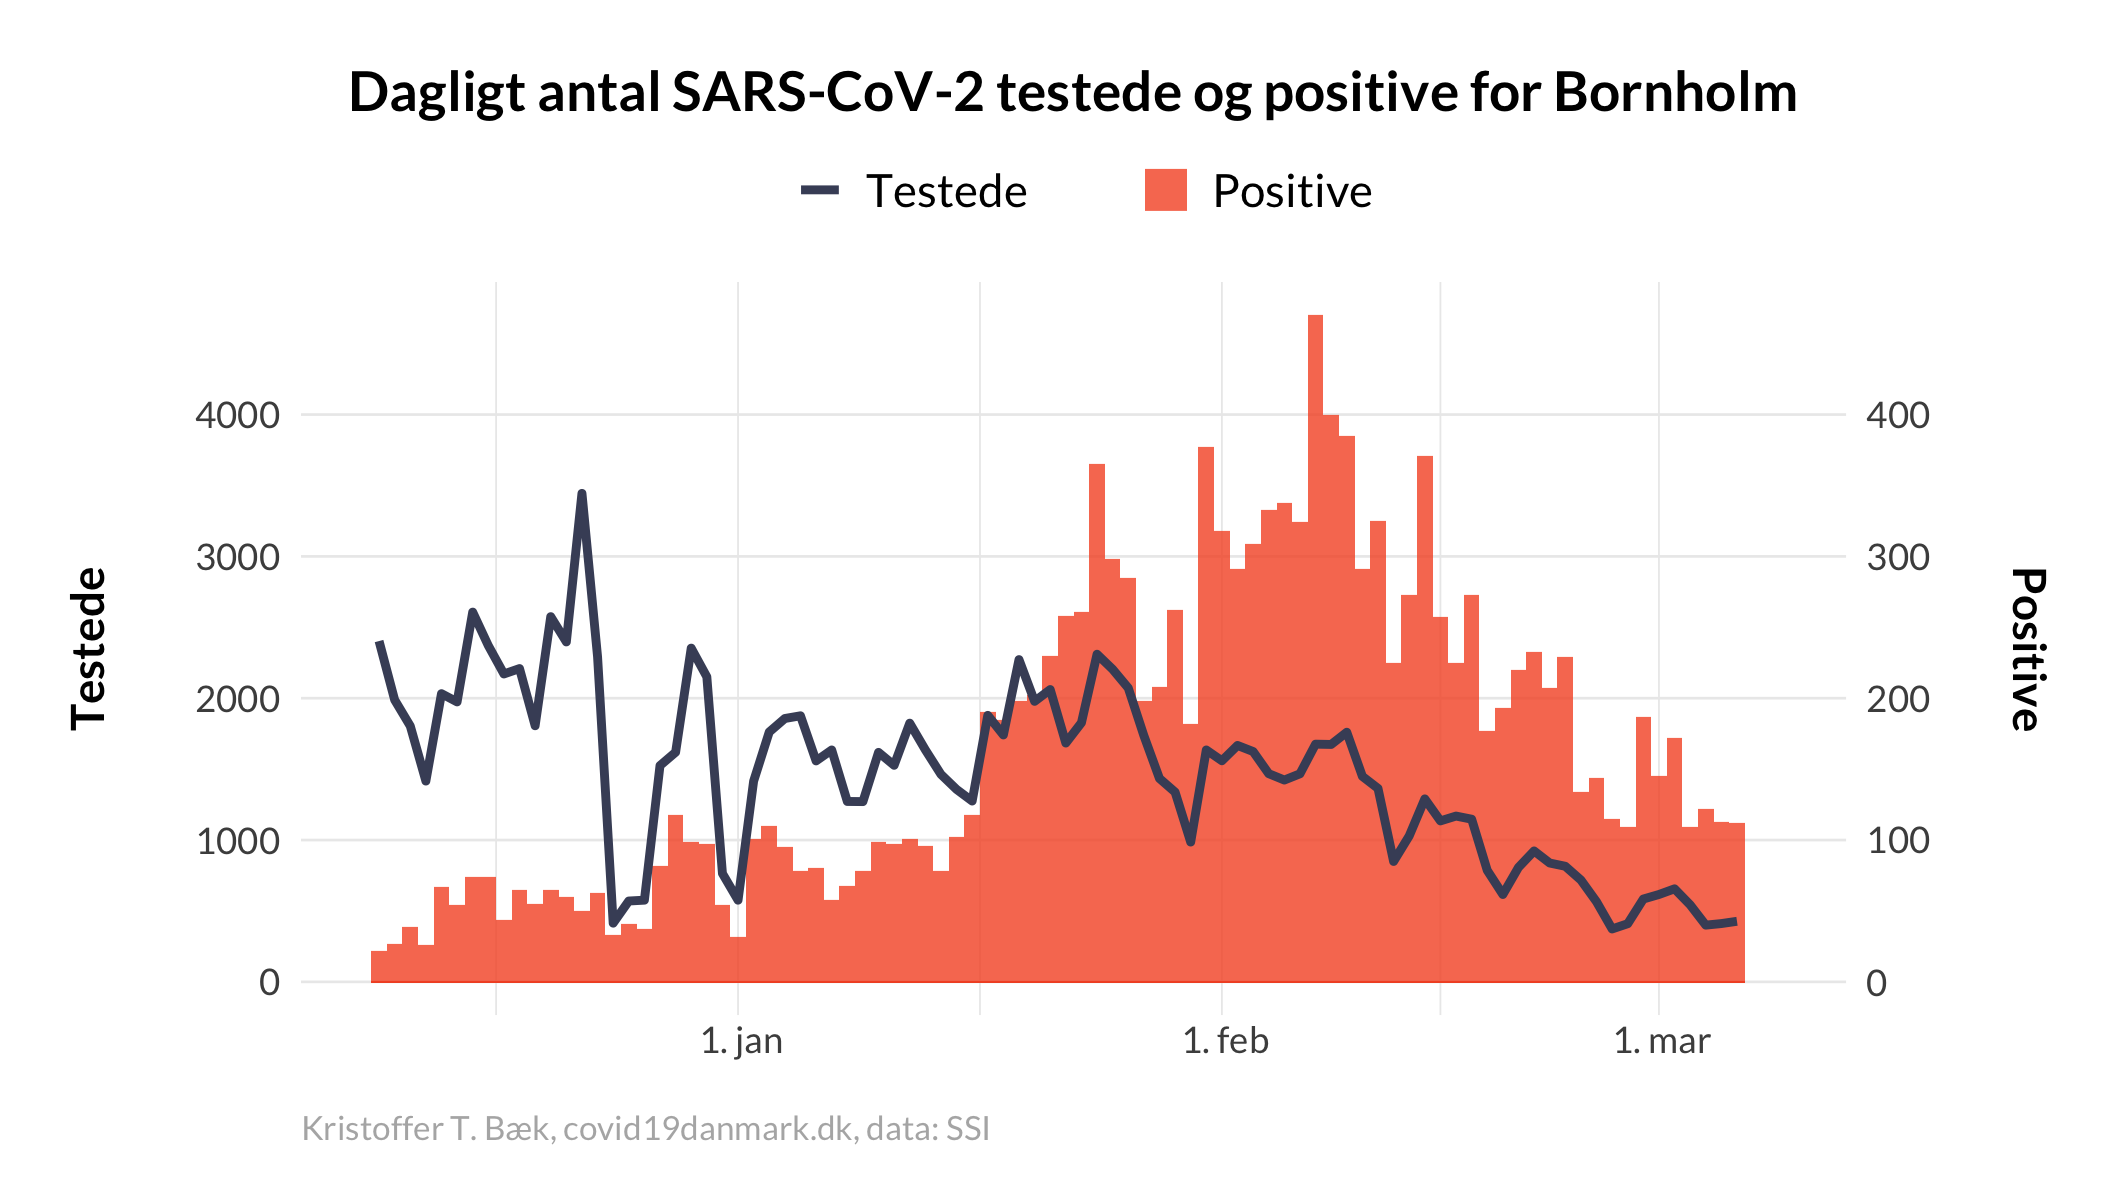 Dagligt antal SARS-CoV-2 testede og positive for Bornholm
Testede
Positive
4000
3000
2000
1000
0
Testede
400
300
200
100
0
Positive
1. jan
1. feb
1. mar
Kristoffer T. Bæk, covid19danmark.dk, data: SSI